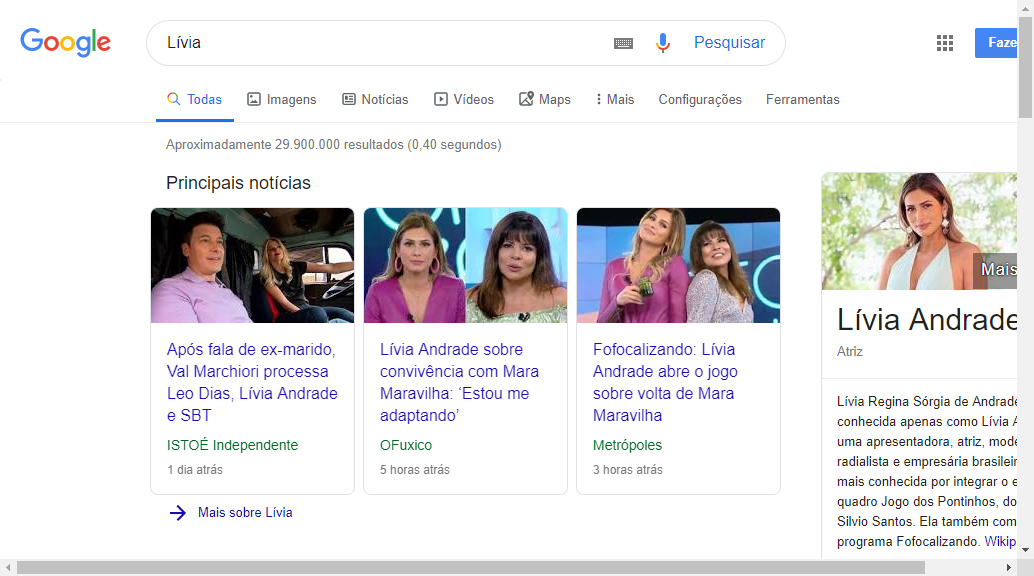 Google
Lívia
Pesquisar
Faze
Todas
Imagens
Notícias
Vídeos
Maps
Mais
Configurações
Ferramentas
Aproximadamente 29.900.000 resultados (0,40 segundos)
Principais notícias
Após fala de ex-marido,
Val Marchiori processa
Leo Dias, Lívia Andrade
e SBT
ISTOÉ Independente
1 dia atrás
Lívia Andrade sobre
convivência com Mara
Maravilha: ‘Estou me
adaptando’
OFuxico
5 horas atrás
Fofocalizando: Lívia
Andrade abre o jogo
sobre volta de Mara
Maravilha
Metrópoles
3 horas atrás
Mais sobre Lívia
Mais
Lívia Andrade
Atriz
Lívia Regina Sórgia de Andrade
conhecida apenas como Lívia A
uma apresentadora, atriz, mode
radialista e empresária brasileir
mais conhecida por integrar o e
quadro Jogo dos Pontinhos, do
Silvio Santos. Ela também com
programa Fofocalizando. Wikip